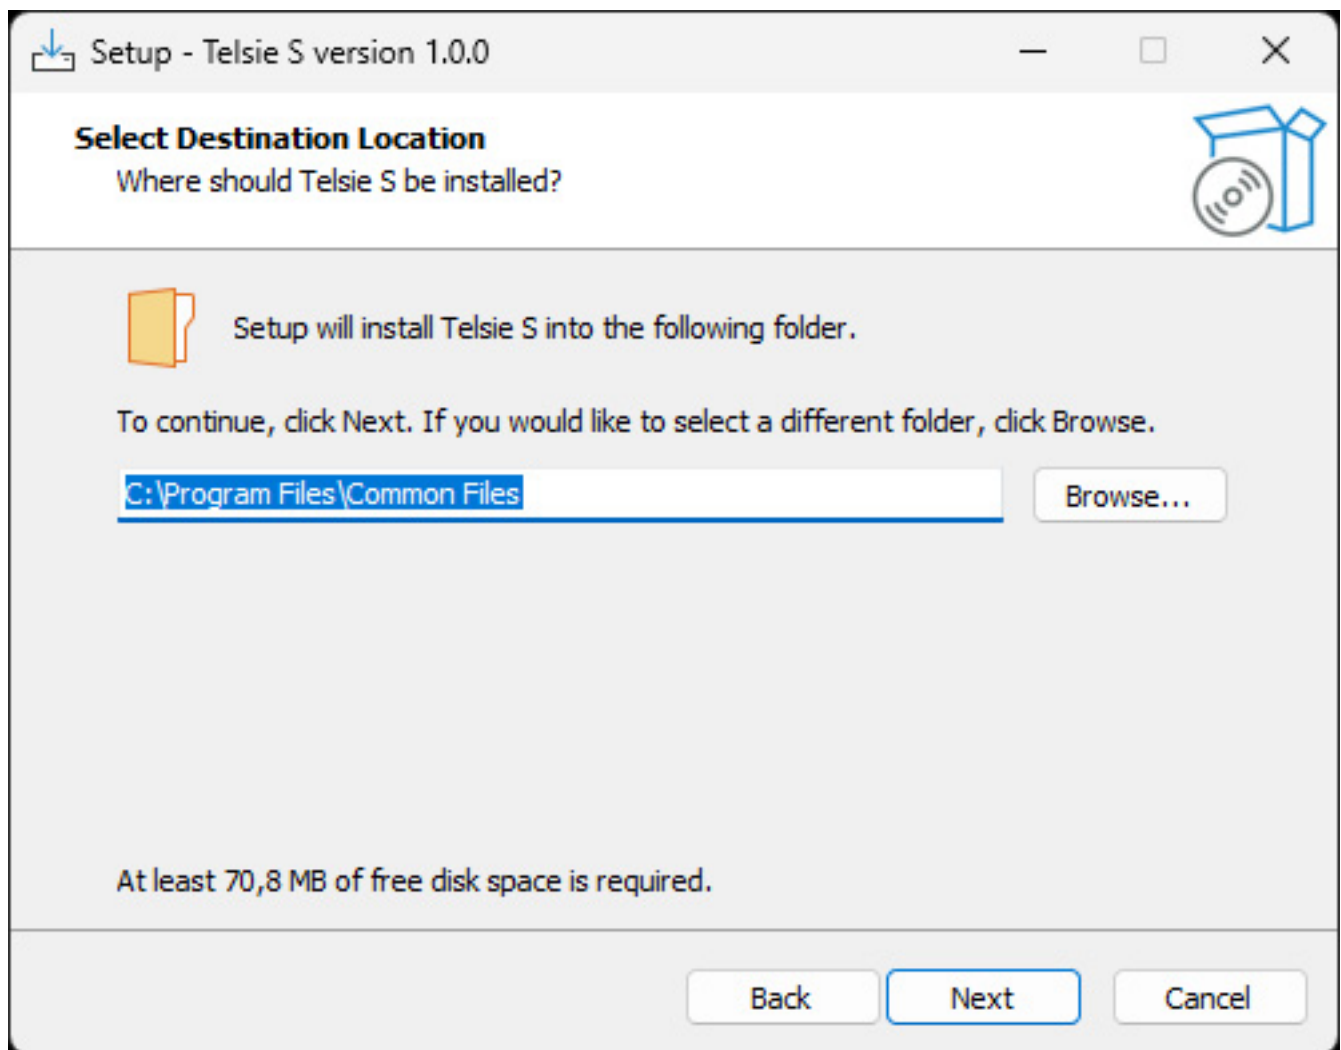 Setup - Telsie S version 1.0.0
Select Destination Location
Where should Telsie S be installed?
Setup will install Telsie S into the following folder.
To continue, click Next. If you would like to select a different folder, click Browse.
C:\Program Files\Common Files
Browse...
At least 70,8 MB of free disk space is required.
Back
Next
Cancel